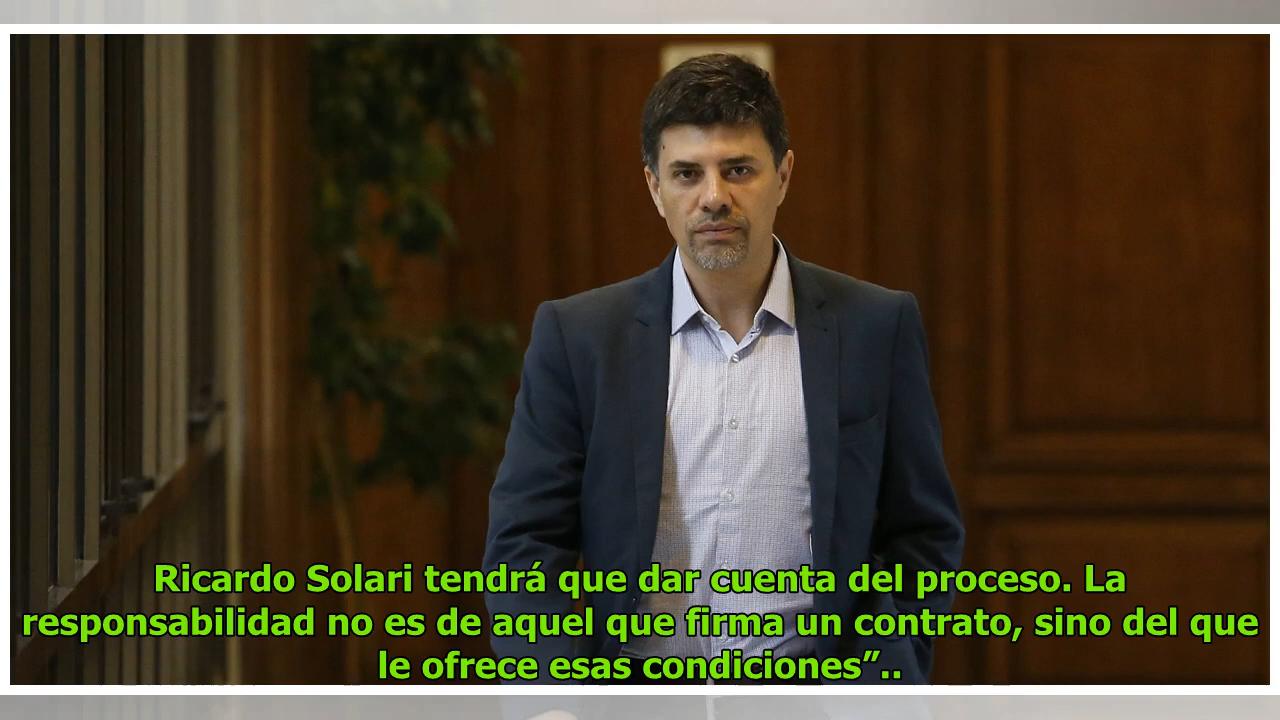 Ricardo Solari tendrá que dar cuenta del proceso. La
responsabilidad no es de aquel que firma un contrato, sino del que
le ofrece esas condiciones”..